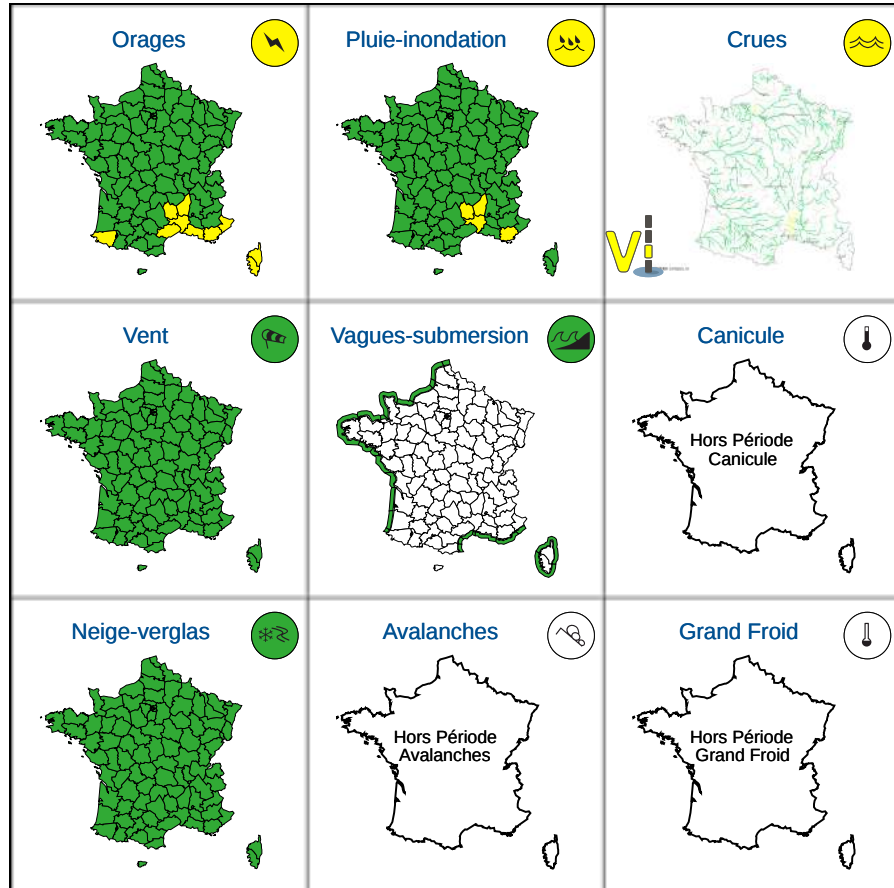 Orages
Pluie-inondation
Crues
Vi
Vent
Vagues-submersion
Canicule
Hors Période
Canicule
Neige-verglas
Avalanches
Hors Période
Avalanches
Grand Froid
Hors Période
Grand Froid